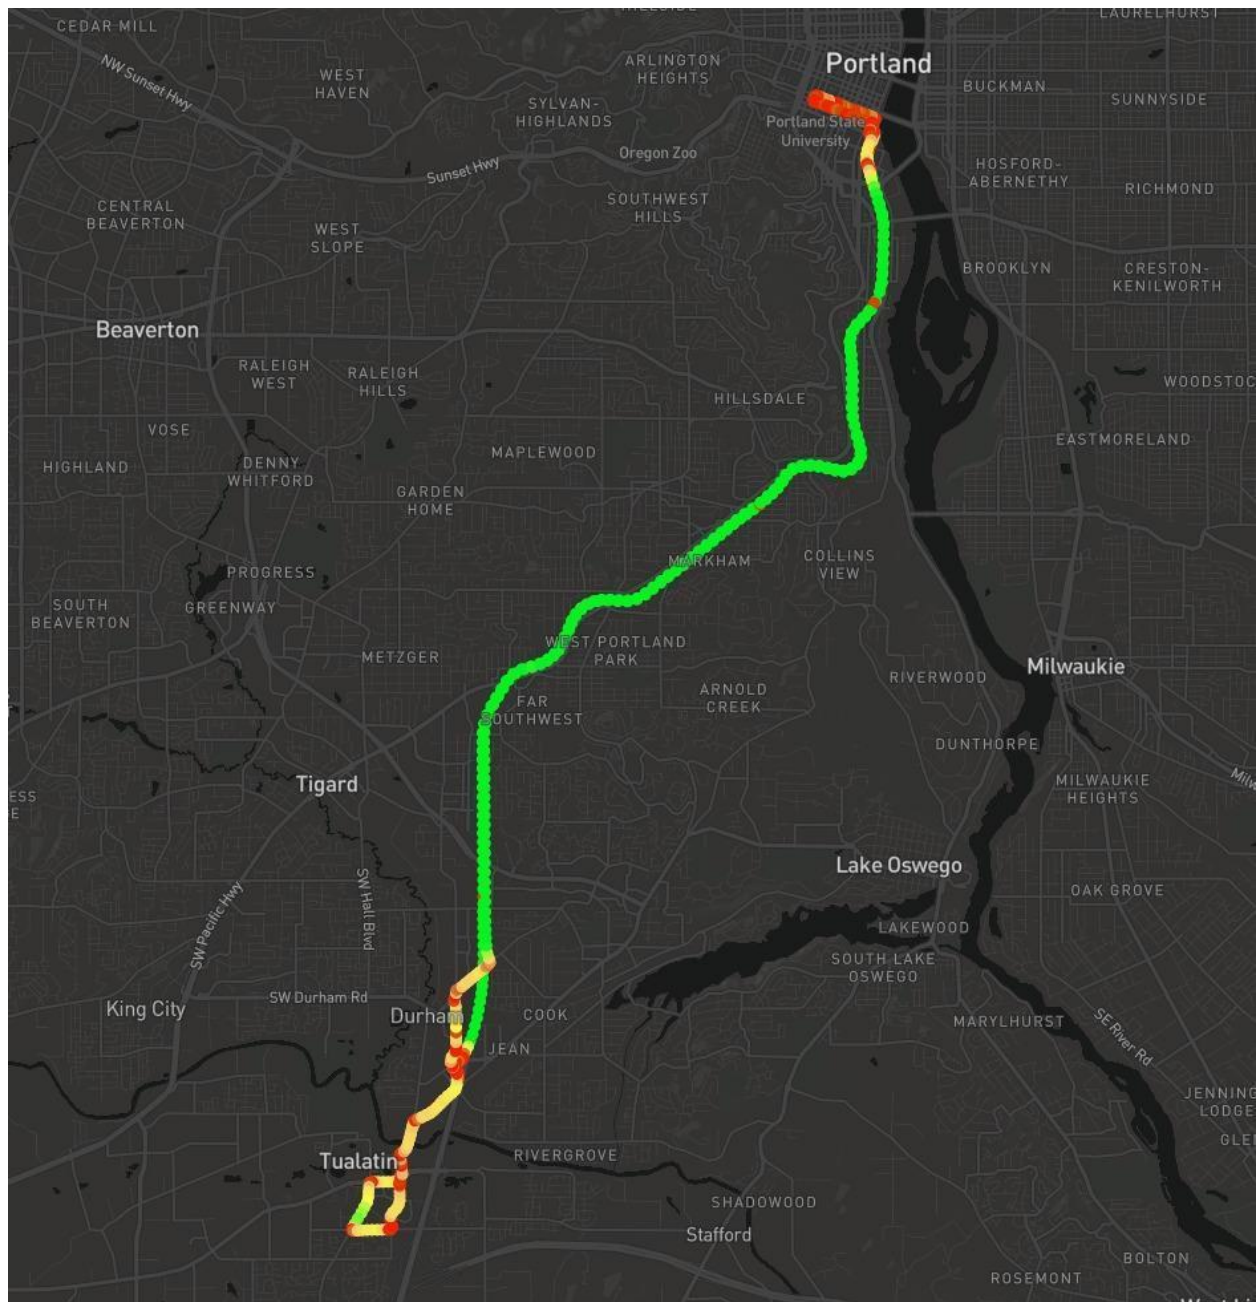 CEDAR MILL
LAURELHURST
NW Sunset Hwy
WEST
HAVEN
ARLINGTON
HEIGHTS
Portland
BUCKMAN
SUNNYSIDE
SYLVAN-
HIGHLANDS
Portland State
University
Oregon Zoo
Sunset Hwy
HOSFORD-
ABERNETHY
RICHMOND
CENTRAL
BEAVERTON
WEST
SLOPE
SOUTHWEST
HILLS
BROOKLYN
CRESTON-
KENILWORTH
Beaverton
RALEIGH
WEST
RALEIGH
HILLS
HILLSDALE
WOODSTOC
VOSE
MAPLEWOOD
EASTMORELAND
HIGHLAND
DENNY
WHITFORD
GARDEN
HOME
MARKHAM
COLLINS
VIEW
PROGRESS
SOUTH
BEAVERTON
GREENWAY
METZGER
WEST PORTLAND
PARK
RIVERWOOD
Milwaukie
ARNOLD
CREEK
FAR
SOUTHWEST
DUNTHORPE
Tigard
MILWAUKIE
HEIGHTS
Milw
ESS
E
Lake Oswego
OAK GROVE
SW Hall Blvd
SW Pacific Hwy
LAKEWOOD
SOUTH LAKE
OSWEGO
King City
SW Durham Rd
Durham
COOK
MARYLHURST
SE River Rd
JEAN
JENNING
LODGE
GLE
Tualatin
RIVERGROVE
SHADOWOOD
Stafford
BOLTON
ROSEMONT